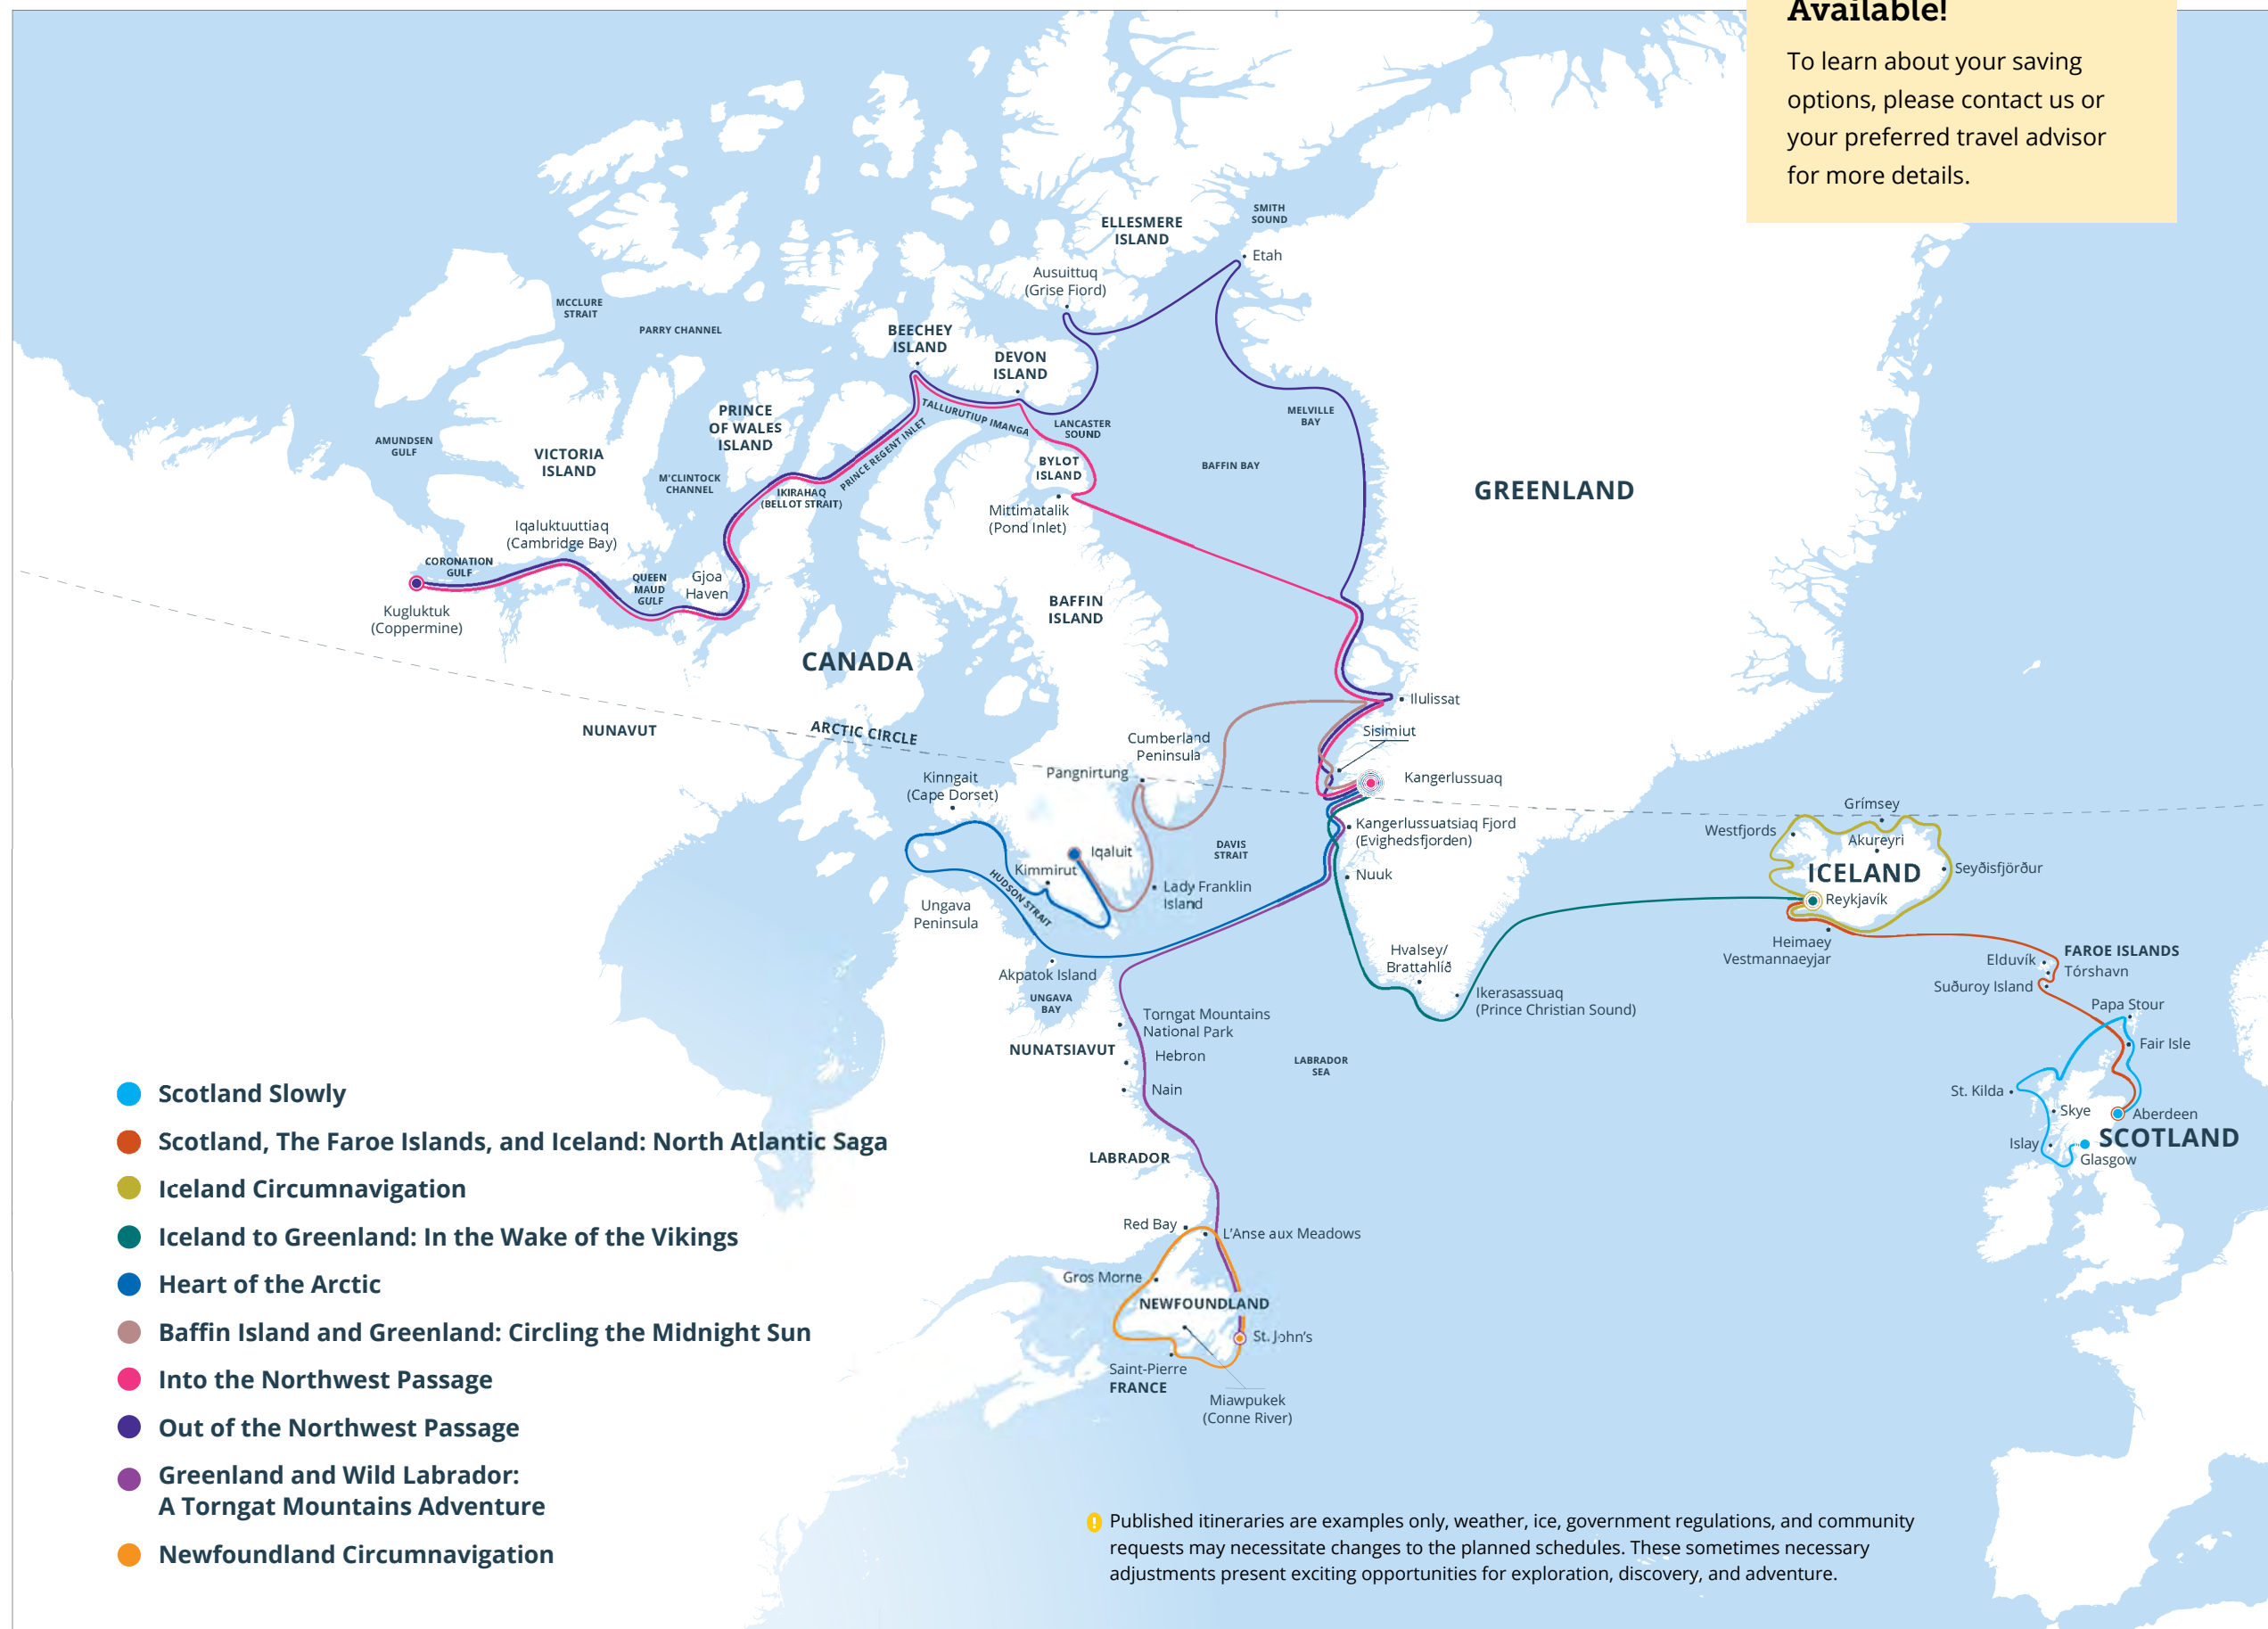 Available!
To learn about your saving
options, please contact us or
your preferred travel advisor
for more details.
SMITH
SOUND
ELLESMERE
ISLAND
Etah
Ausuittuq
(Grise Fiord)
MCCLURE
STRAIT
PARRY CHANNEL
BEECHEY
ISLAND
DEVON
ISLAND
PRINCE
OF WALES
ISLAND
TALLURUTIUP IMANGA
LANCASTER
SOUND
MELVILLE
BAY
AMUNDSEN
GULF
VICTORIA
ISLAND
PRINCE REGENT INLET
BYLOT
ISLAND
BAFFIN BAY
M'CLINTOCK
CHANNEL
IKIRAHAQ
(BELLOT STRAIT)
GREENLAND
Mittimatalik
(Pond Inlet)
Iqaluktuuttiaq
(Cambridge Bay)
CORONATION
GULF
QUEEN
MAUD
GULF
Gjoa
Haven
Kugluktuk
(Coppermine)
BAFFIN
ISLAND
CANADA
Ilulissat
NUNAVUT
ARCTIC CIRCLE
Sisimiut
Cumberland
Peninsula
Pangnirtung
Kangerlussuaq
Kinngait
(Cape Dorset)
Grímsey
Westfjords
Kangerlussuatsiaq Fjord
(Evighedsfjorden)
Akureyri
DAVIS
STRAIT
Iqaluit
ICELAND
Seyðisfjörður
Kimmirut
Nuuk
HUDSON STRAIT
Lady Franklin
Island
Reykjavík
Ungava
Peninsula
Heimaey
Vestmannaeyjar
Hvalsey/
Brattahlíð
FAROE ISLANDS
Elduvík
Tórshavn
Akpatok Island
Suðuroy Island
UNGAVA
BAY
Ikerasassuaq
(Prince Christian Sound)
Papa Stour
Torngat Mountains
National Park
Fair Isle
NUNATSIAVUT
Hebron
LABRADOR
SEA
Nain
St. Kilda
Skye
Aberdeen
SCOTLAND
Islay
Glasgow
LABRADOR
Red Bay
L'Anse aux Meadows
Gros Morne
NEWFOUNDLAND
St. John's
Saint-Pierre
FRANCE
Miawpukek
(Conne River)
Scotland Slowly
Scotland, The Faroe Islands, and Iceland: North Atlantic Saga
Iceland Circumnavigation
Iceland to Greenland: In the Wake of the Vikings
Heart of the Arctic
Baffin Island and Greenland: Circling the Midnight Sun
Into the Northwest Passage
Out of the Northwest Passage
Greenland and Wild Labrador:
A Torngat Mountains Adventure
Newfoundland Circumnavigation
! Published itineraries are examples only, weather, ice, government regulations, and community
requests may necessitate changes to the planned schedules. These sometimes necessary
adjustments present exciting opportunities for exploration, discovery, and adventure.